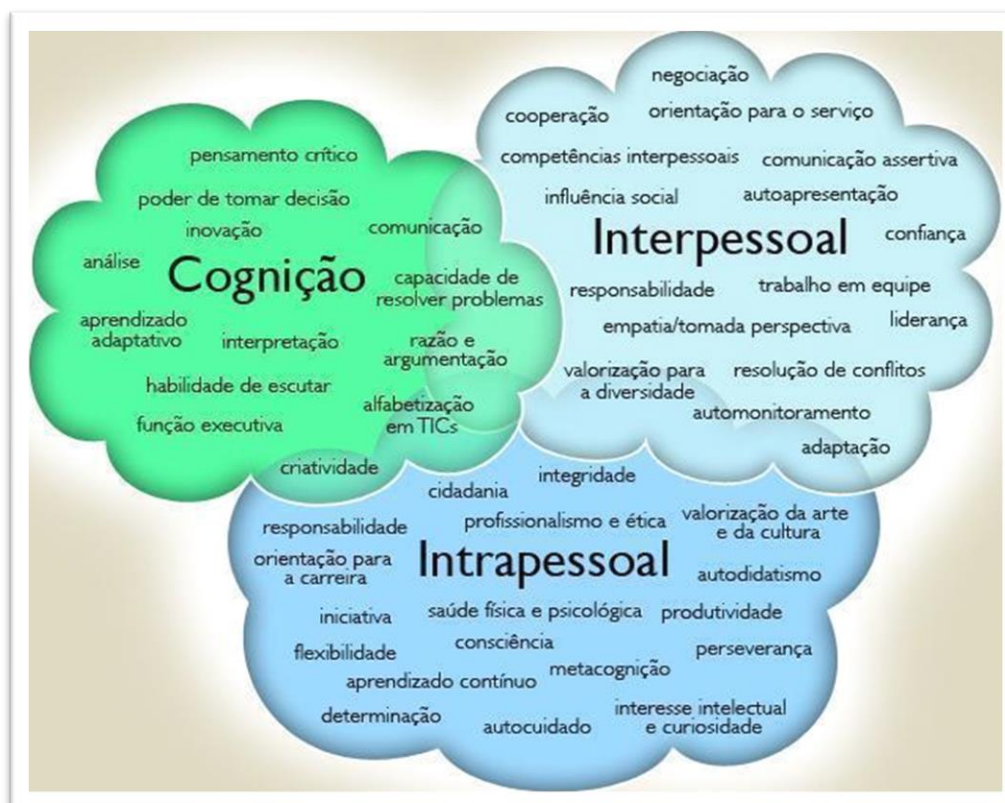 pensamento crítico
poder de tomar decisão
inovação
comunicação
análise
Cognição
capacidade de
resolver problemas
aprendizado
adaptativo
interpretação
razão e
argumentação
habilidade de escutar
alfabetização
em TICs
função executiva
criatividade
negociação
cooperação
orientação para o serviço
competências interpessoais
comunicação assertiva
influência social
autoapresentação
Interpessoal
confiança
responsabilidade
trabalho em equipe
empatia/tomada perspectiva
liderança
valorização para
a diversidade
resolução de conflitos
automonitoramento
adaptação
integridade
cidadania
responsabilidade
profissionalismo e ética
valorização da arte
e da cultura
orientação para
a carreira
Intrapessoal
autodidatismo
iniciativa
saúde física e psicológica
produtividade
flexibilidade
consciência
perseverança
aprendizado contínuo
metacognição
determinação
autocuidado
interesse intelectual
e curiosidade